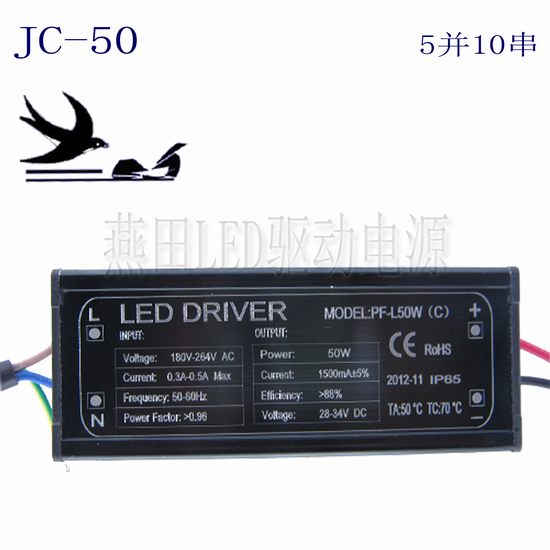 JC-50
5并10串
燕田LED驱动电源
L
LED DRIVER
MODEL:PF-L50W (C)
+
INPUT:
OUTPUT:
Voltage: 180V-264V AC
Current: 0.3A-0.5A Max
Frequency: 50-60Hz
Power Factor: >0.96
Power: 50W
Current: 1500mA±5%
Efficiency: >88%
Voltage: 28-34V DC
CE RoHS
2012-11 IP65
TA:50℃ TC:70℃
N
−